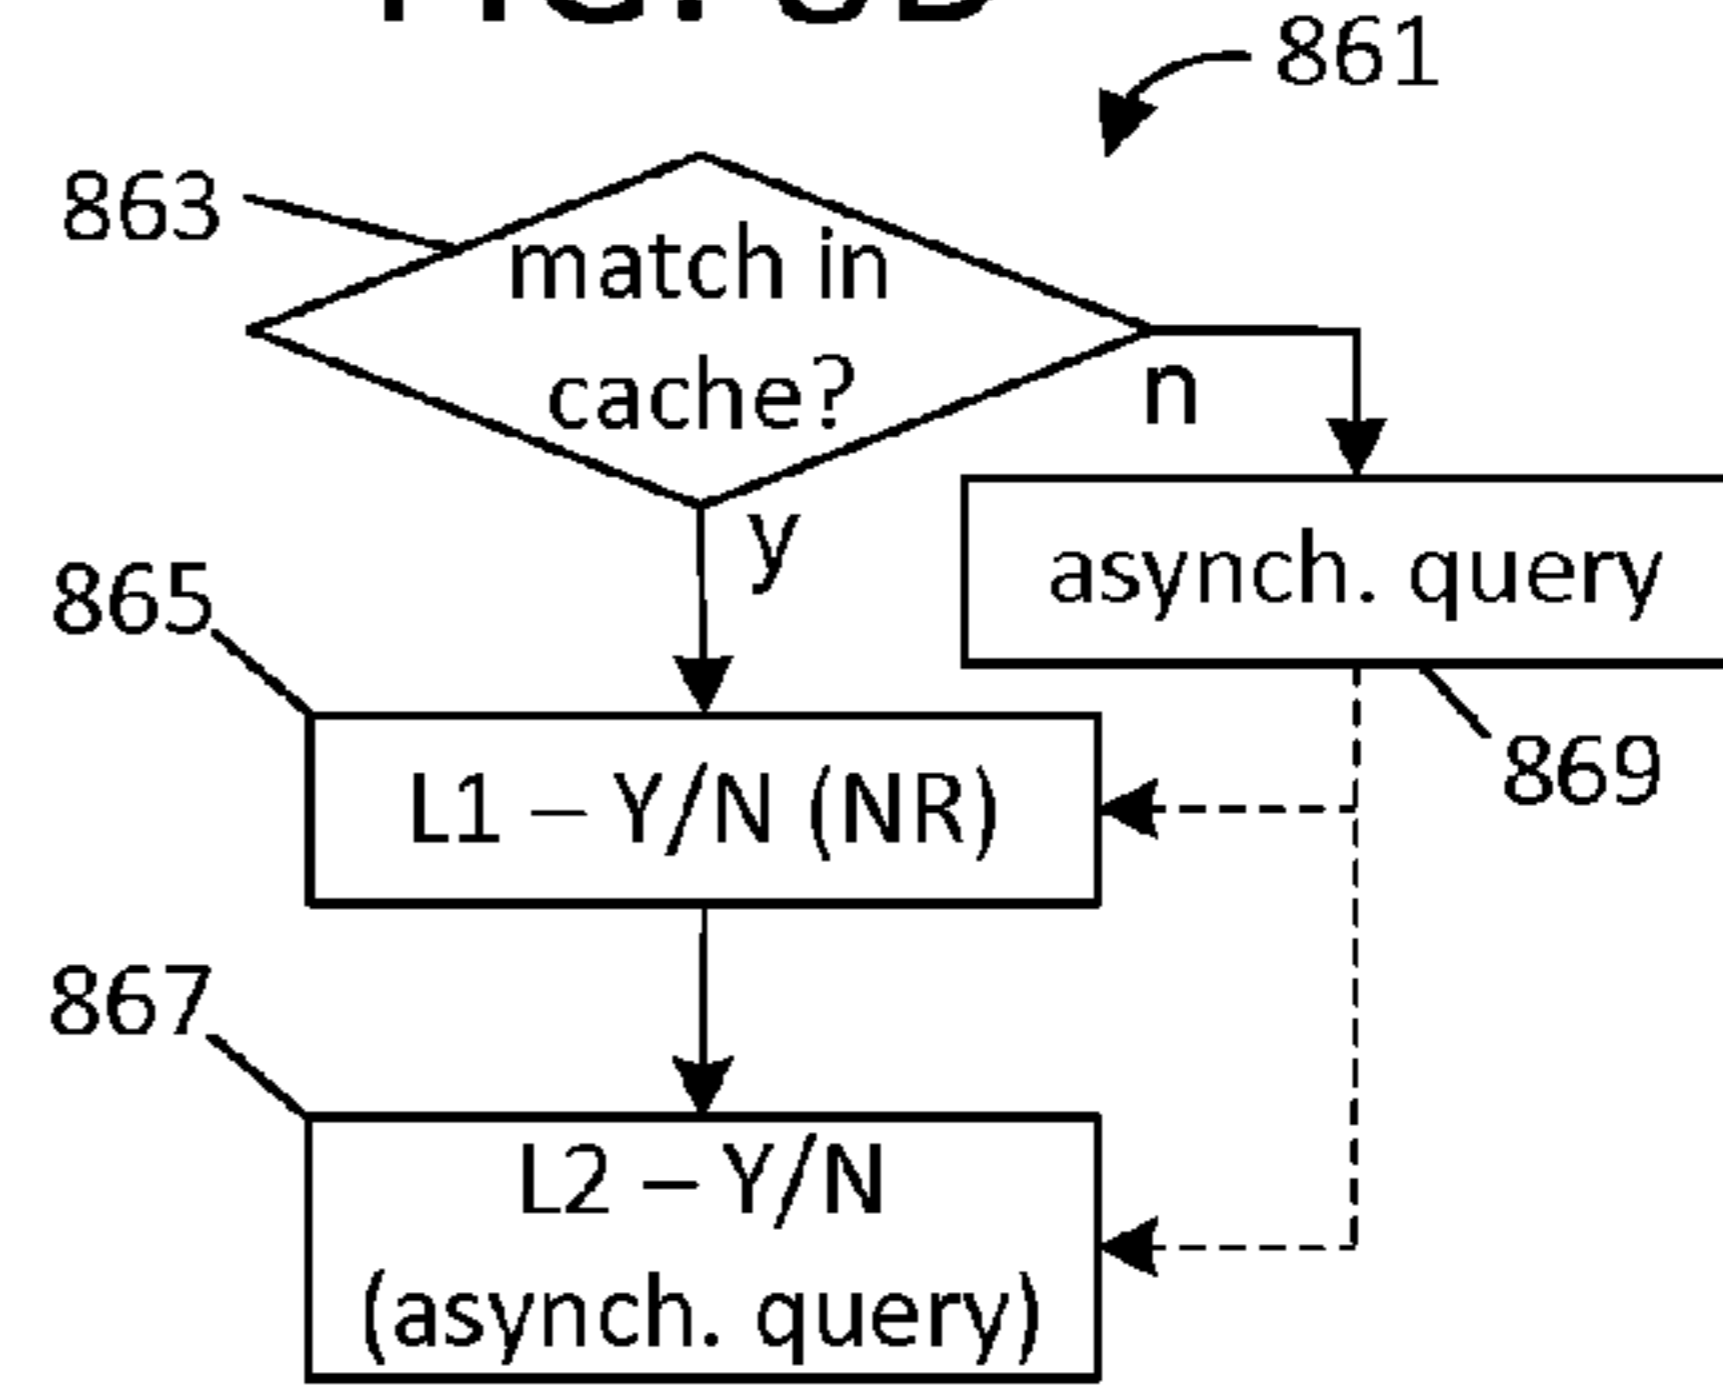 861
863
match in
cache?
n
y
asynch. query
865
L1 – Y/N (NR)
869
867
L2 – Y/N
(asynch. query)